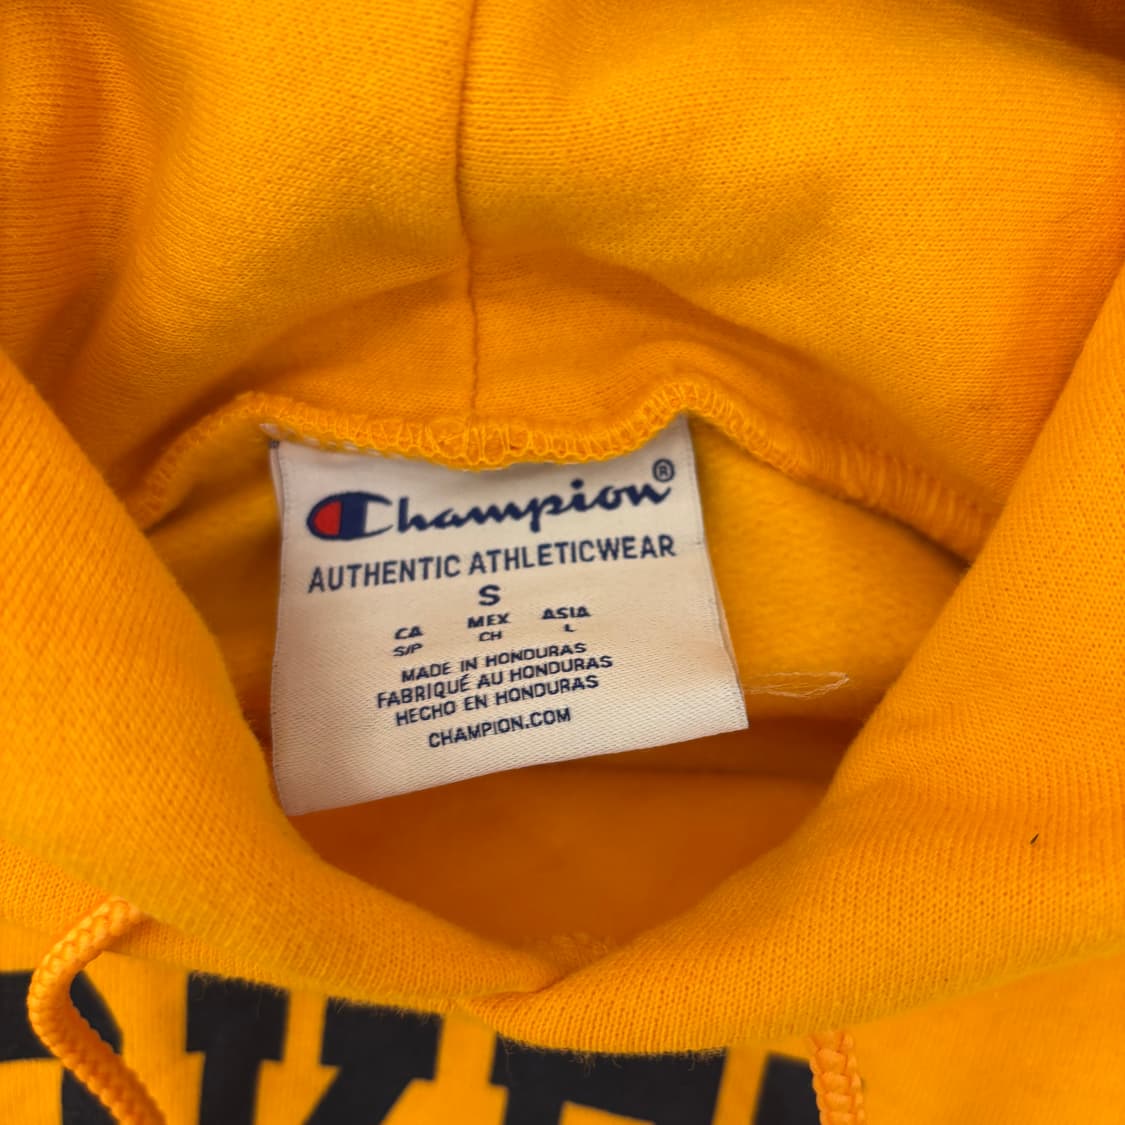 Champion®
AUTHENTIC ATHLETICWEAR
S
CA MEX ASIA
S/P CH L
MADE IN HONDURAS
FABRIQUÉ AU HONDURAS
HECHO EN HONDURAS
CHAMPION.COM